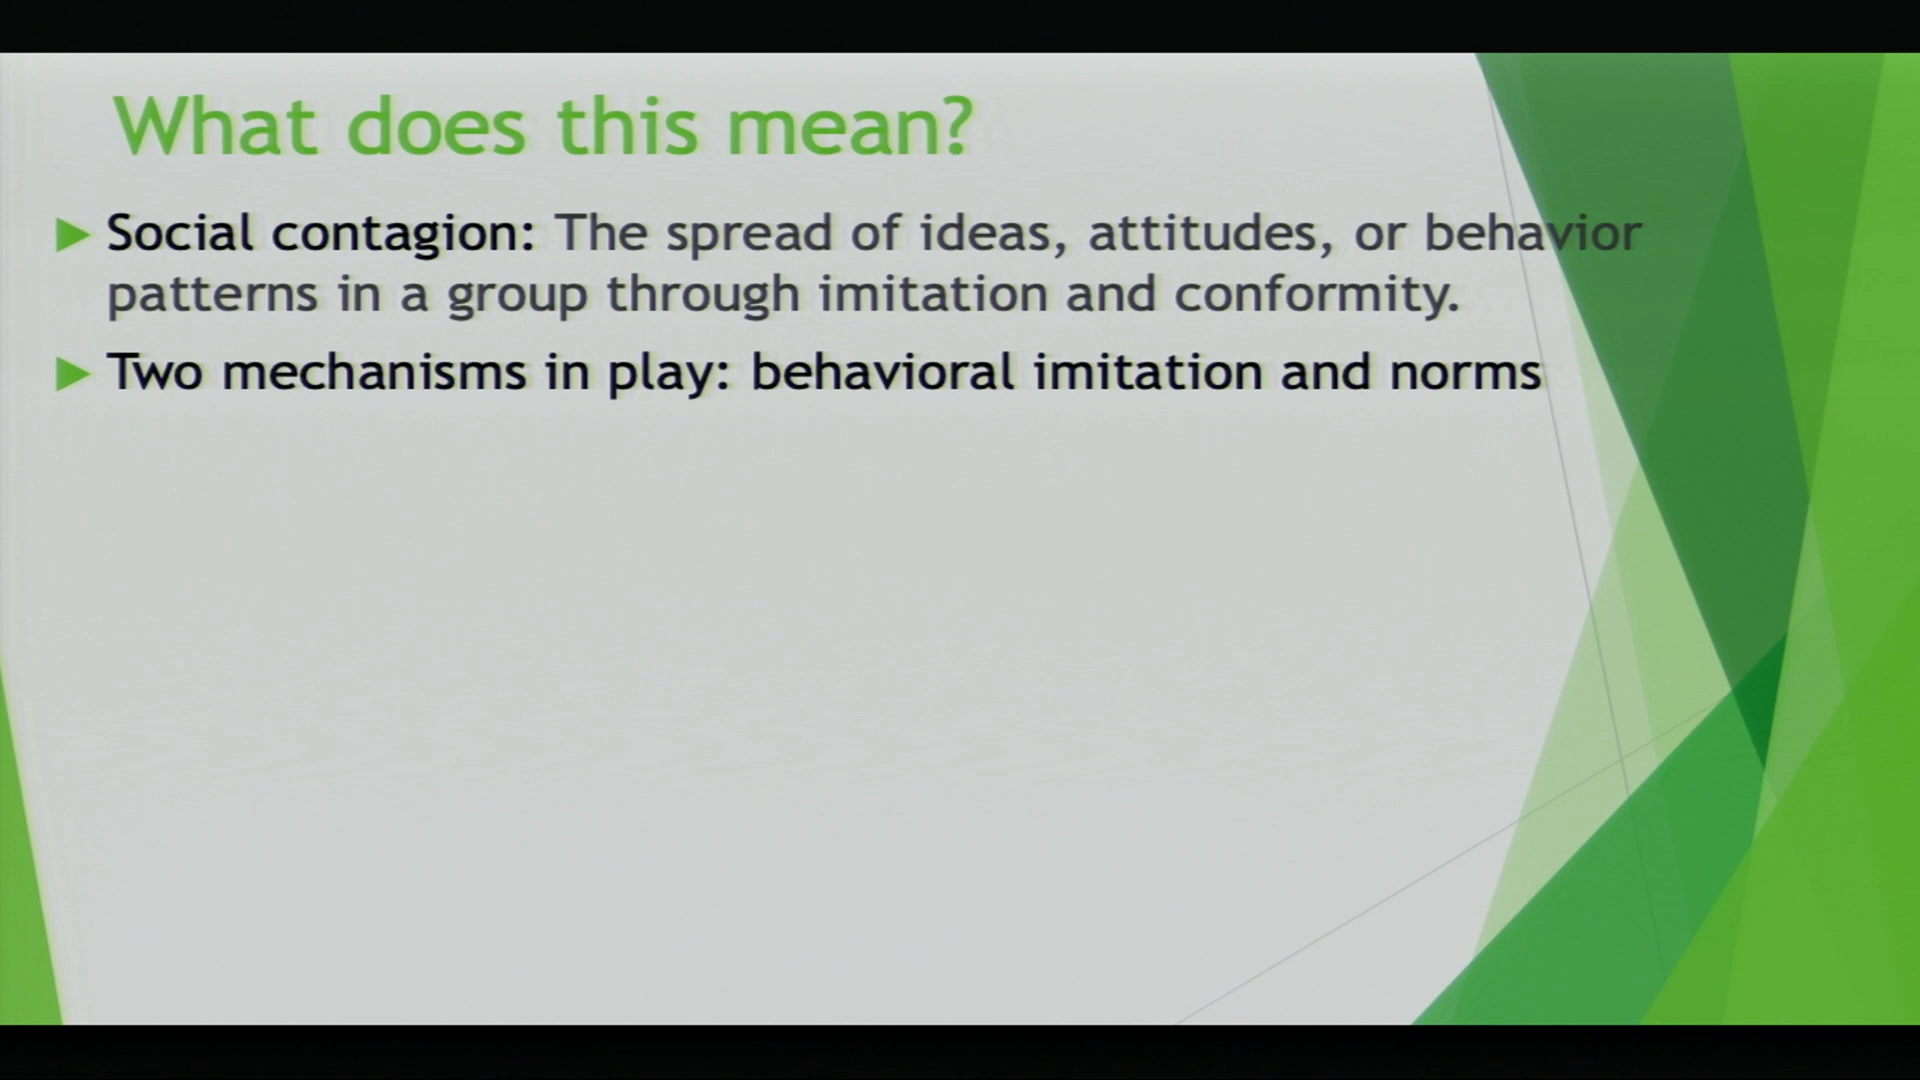 What does this mean?
Social contagion: The spread of ideas, attitudes, or behavior
patterns in a group through imitation and conformity.
Two mechanisms in play: behavioral imitation and norms